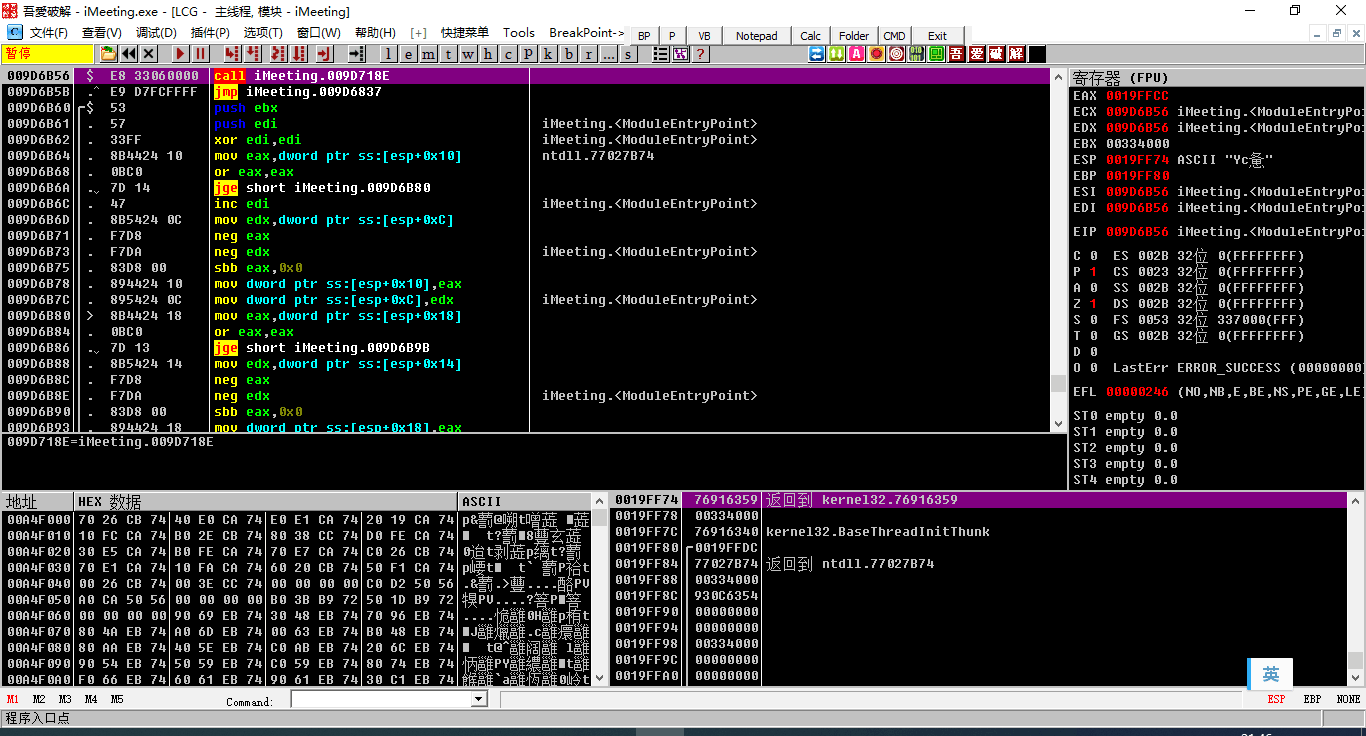 吾愛破解 - iMeeting.exe - [LCG - 主线程, 模块 - iMeeting]
文件(F) 查看(V) 调试(D) 插件(P) 选项(T) 窗口(W) 帮助(H) [+] 快捷菜单 Tools BreakPoint-> BP P VB Notepad Calc Folder CMD Exit
暂停 l e m t w h c p k b r ... s ? 吾 爱 破 解
009D6B56 $ E8 33060000 call iMeeting.009D718E
009D6B5B .^ E9 D7FCFFFF jmp iMeeting.009D6837
009D6B60 $ 53 push ebx
009D6B61 . 57 push edi iMeeting.<ModuleEntryPoint>
009D6B62 . 33FF xor edi,edi iMeeting.<ModuleEntryPoint>
009D6B64 . 8B4424 10 mov eax,dword ptr ss:[esp+0x10] ntdll.77027B74
009D6B68 . 0BC0 or eax,eax
009D6B6A .v 7D 14 jge short iMeeting.009D6B80
009D6B6C . 47 inc edi iMeeting.<ModuleEntryPoint>
009D6B6D . 8B5424 0C mov edx,dword ptr ss:[esp+0xC]
009D6B71 . F7D8 neg eax
009D6B73 . F7DA neg edx iMeeting.<ModuleEntryPoint>
009D6B75 . 83D8 00 sbb eax,0x0
009D6B78 . 894424 10 mov dword ptr ss:[esp+0x10],eax
009D6B7C . 895424 0C mov dword ptr ss:[esp+0xC],edx iMeeting.<ModuleEntryPoint>
009D6B80 > 8B4424 18 mov eax,dword ptr ss:[esp+0x18]
009D6B84 . 0BC0 or eax,eax
009D6B86 .v 7D 13 jge short iMeeting.009D6B9B
009D6B88 . 8B5424 14 mov edx,dword ptr ss:[esp+0x14]
009D6B8C . F7D8 neg eax
009D6B8E . F7DA neg edx iMeeting.<ModuleEntryPoint>
009D6B90 . 83D8 00 sbb eax,0x0
009D6B93 . 894424 18 mov dword ptr ss:[esp+0x18],eax
009D718E=iMeeting.009D718E
寄存器 (FPU)
EAX 0019FFCC
ECX 009D6B56 iMeeting.<ModuleEntryPo
EDX 009D6B56 iMeeting.<ModuleEntryPo
EBX 00334000
ESP 0019FF74 ASCII "Yc
EBP 0019FF80
ESI 009D6B56 iMeeting.<ModuleEntryPo
EDI 009D6B56 iMeeting.<ModuleEntryPo
EIP 009D6B56 iMeeting.<ModuleEntryPo
C 0 ES 002B 32位 0(FFFFFFFF)
P 1 CS 0023 32位 0(FFFFFFFF)
A 0 SS 002B 32位 0(FFFFFFFF)
Z 1 DS 002B 32位 0(FFFFFFFF)
S 0 FS 0053 32位 337000(FFF)
T 0 GS 002B 32位 0(FFFFFFFF)
D 0
O 0 LastErr ERROR_SUCCESS (00000000)
EFL 00000246 (NO,NB,E,BE,NS,PE,GE,LE)
ST0 empty 0.0
ST1 empty 0.0
ST2 empty 0.0
ST3 empty 0.0
ST4 empty 0.0
地址 HEX 数据 ASCII
00A4F000 70 26 CB 74 40 E0 CA 74 E0 E1 CA 74 20 19 CA 74
00A4F010 10 FC CA 74 B0 2E CB 74 80 38 CC 74 D0 FE CA 74
00A4F020 30 E5 CA 74 B0 FE CA 74 70 E7 CA 74 C0 26 CB 74
00A4F030 70 E1 CA 74 10 FA CA 74 60 20 CB 74 50 F1 CA 74
00A4F040 00 26 CB 74 00 3E CC 74 00 00 00 00 C0 D2 50 56
00A4F050 A0 CA 50 56 00 00 00 00 B0 3B B9 72 50 1D B9 72
00A4F060 00 00 00 00 90 69 EB 74 30 48 EB 74 70 96 EB 74
00A4F070 80 4A EB 74 A0 6D EB 74 00 63 EB 74 B0 48 EB 74
00A4F080 80 AA EB 74 40 5E EB 74 C0 AB EB 74 20 6C EB 74
00A4F090 90 54 EB 74 50 59 EB 74 C0 59 EB 74 80 74 EB 74
00A4F0A0 F0 66 EB 74 60 61 EB 74 90 61 EB 74 30 C1 EB 74
0019FF74 76916359 返回到 kernel32.76916359
0019FF78 00334000
0019FF7C 76916340 kernel32.BaseThreadInitThunk
0019FF80 0019FFDC
0019FF84 77027B74 返回到 ntdll.77027B74
0019FF88 00334000
0019FF8C 930C6354
0019FF90 00000000
0019FF94 00000000
0019FF98 00334000
0019FF9C 00000000
0019FFA0 00000000
英
M1 M2 M3 M4 M5 Command: ESP EBP NONE
程序入口点